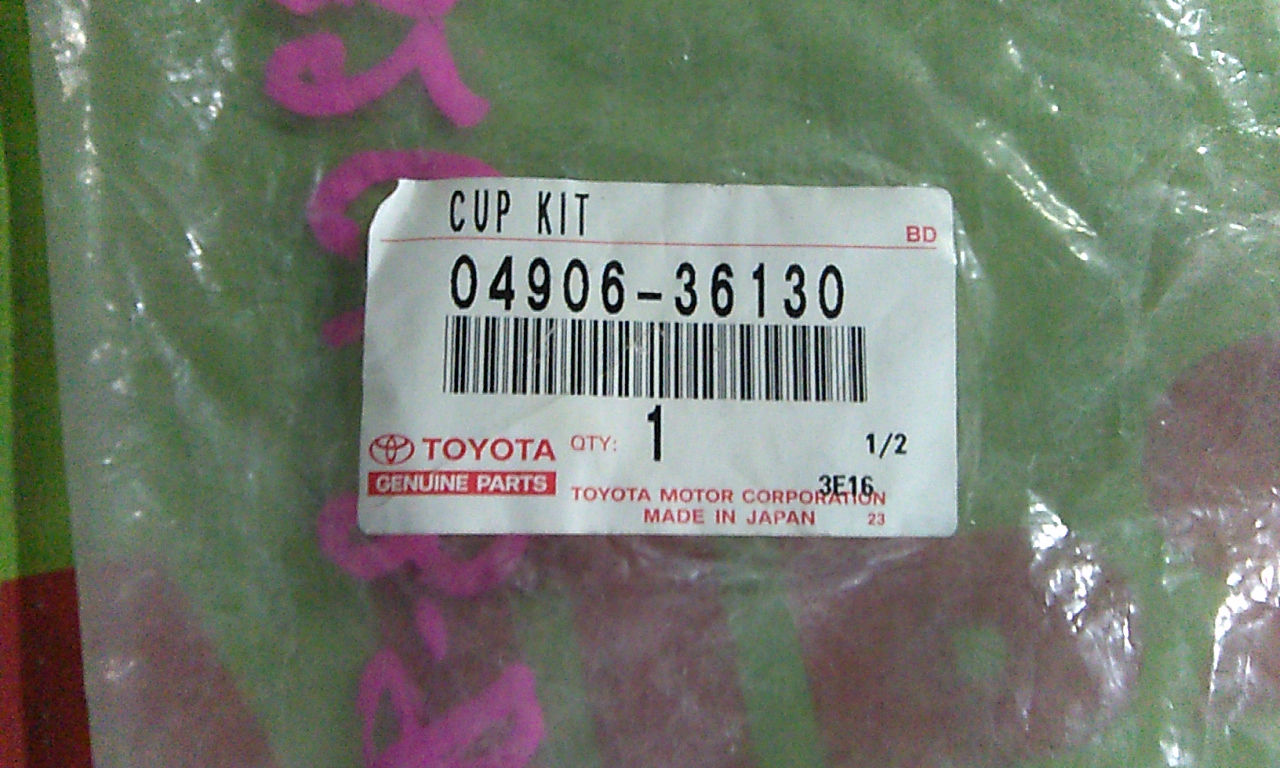 CUP KIT
BD
04906-36130
1
TOYOTA QTY: 1/2
GENUINE PARTS
3E16
TOYOTA MOTOR CORPORATION
MADE IN JAPAN 23